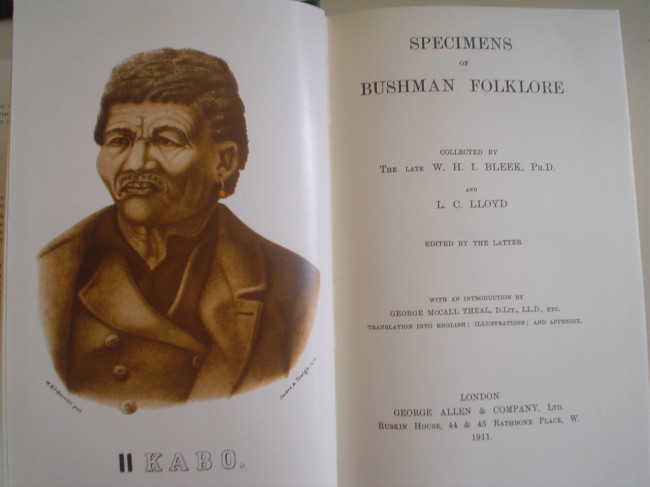 ǁ KABO.
SPECIMENS
OF
BUSHMAN FOLKLORE
COLLECTED BY
THE LATE W. H. I. BLEEK, PH.D.
AND
L. C. LLOYD
EDITED BY THE LATTER
WITH AN INTRODUCTION BY
GEORGE McCALL THEAL, D.LIT., LL.D., ETC.
TRANSLATION INTO ENGLISH; ILLUSTRATIONS; AND APPENDIX.
LONDON
GEORGE ALLEN & COMPANY, LTD.
RUSKIN HOUSE, 44 & 45 RATHBONE PLACE, W.
1911.